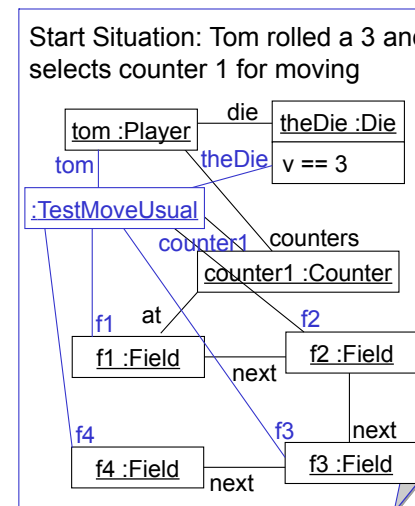 Start Situation: Tom rolled a 3 and
selects counter 1 for moving
die
tom :Player
theDie :Die
tom
theDie
v == 3
:TestMoveUsual
counter1
counters
counter1 :Counter
at
f1
f2
f1 :Field
f2 :Field
next
f4
f3
next
f4 :Field
f3 :Field
next